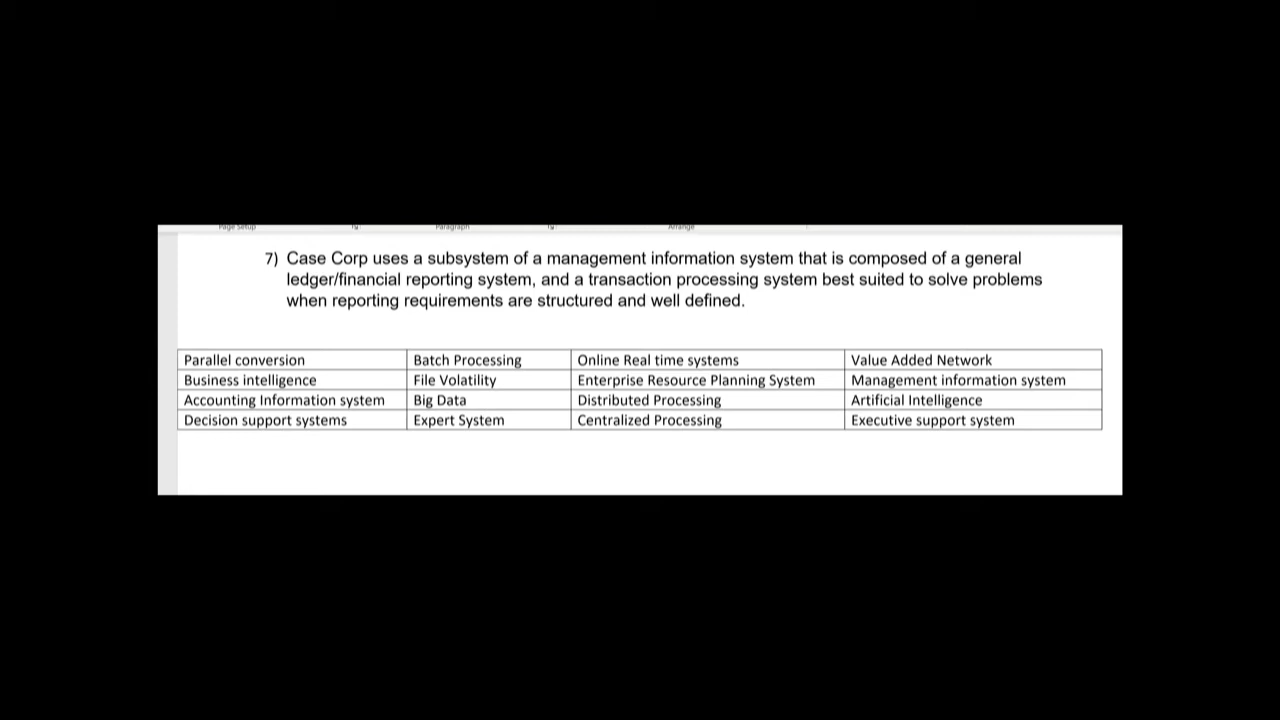 Page Setup Paragraph Arrange
7) Case Corp uses a subsystem of a management information system that is composed of a general
ledger/financial reporting system, and a transaction processing system best suited to solve problems
when reporting requirements are structured and well defined.
Parallel conversion Batch Processing Online Real time systems Value Added Network
Business intelligence File Volatility Enterprise Resource Planning System Management information system
Accounting Information system Big Data Distributed Processing Artificial Intelligence
Decision support systems Expert System Centralized Processing Executive support system